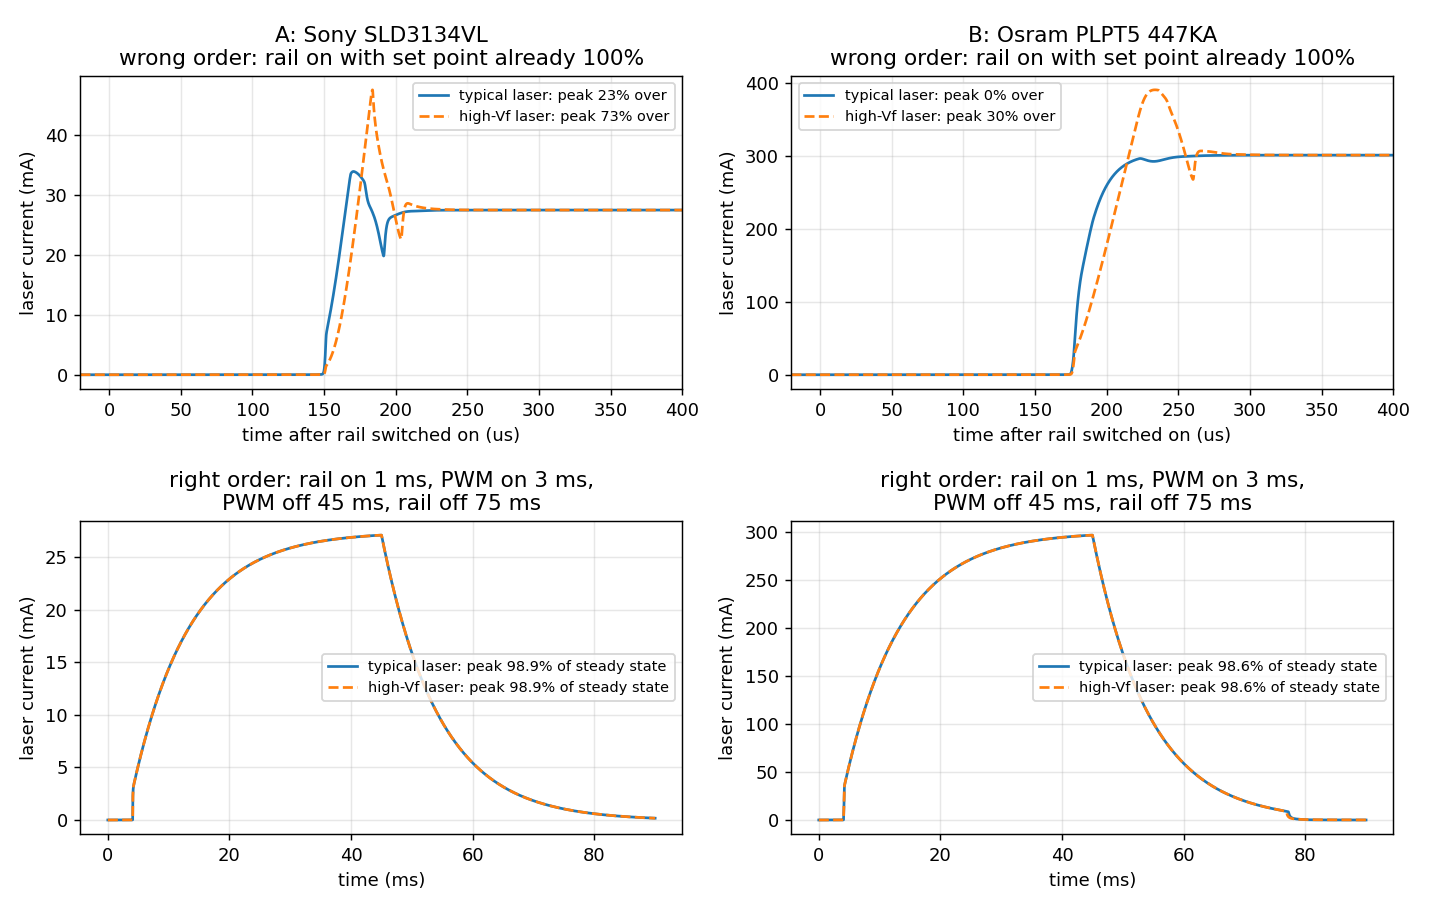 A: Sony SLD3134VL
wrong order: rail on with set point already 100%
typical laser: peak 23% over
high-Vf laser: peak 73% over
laser current (mA)
40
30
20
10
0
0 50 100 150 200 250 300 350 400
time after rail switched on (us)
B: Osram PLPT5 447KA
wrong order: rail on with set point already 100%
typical laser: peak 0% over
high-Vf laser: peak 30% over
laser current (mA)
400
300
200
100
0
0 50 100 150 200 250 300 350 400
time after rail switched on (us)
right order: rail on 1 ms, PWM on 3 ms,
PWM off 45 ms, rail off 75 ms
typical laser: peak 98.9% of steady state
high-Vf laser: peak 98.9% of steady state
laser current (mA)
25
20
15
10
5
0
0 20 40 60 80
time (ms)
right order: rail on 1 ms, PWM on 3 ms,
PWM off 45 ms, rail off 75 ms
typical laser: peak 98.6% of steady state
high-Vf laser: peak 98.6% of steady state
laser current (mA)
300
250
200
150
100
50
0
0 20 40 60 80
time (ms)